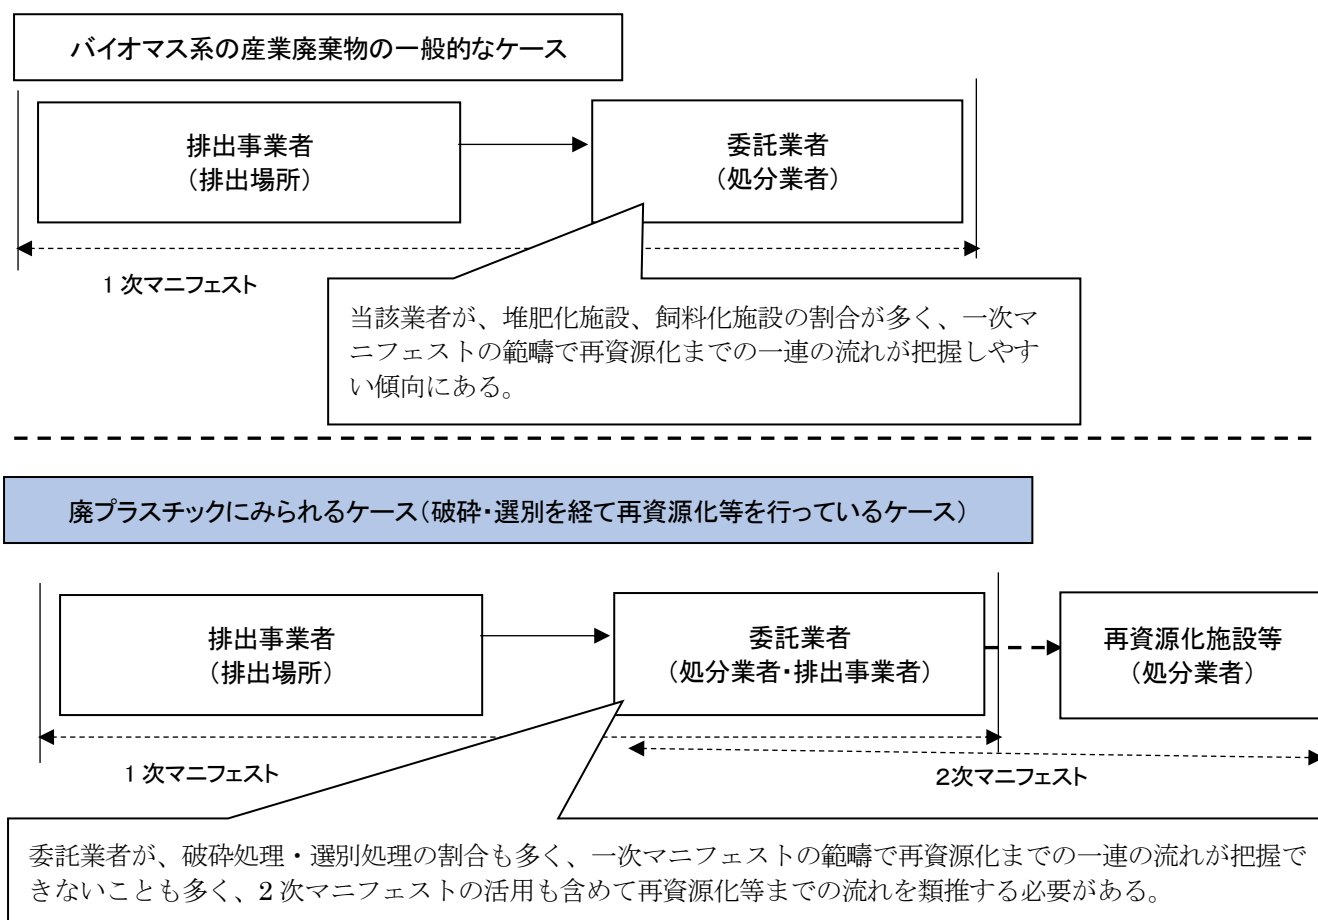 バイオマス系の産業廃棄物の一般的なケース
排出事業者
（排出場所）
委託業者
（処分業者）
1 次マニフェスト
当該業者が、堆肥化施設、飼料化施設の割合が多く、一次マ
ニフェストの範疇で再資源化までの一連の流れが把握しやす
い傾向にある。
廃プラスチックにみられるケース（破砕・選別を経て再資源化等を行っているケース）
排出事業者
（排出場所）
委託業者
（処分業者・排出事業者）
再資源化施設等
（処分業者）
1 次マニフェスト
２次マニフェスト
委託業者が、破砕処理・選別処理の割合も多く、一次マニフェストの範疇で再資源化までの一連の流れが把握で
きないことも多く、2 次マニフェストの活用も含めて再資源化等までの流れを類推する必要がある。